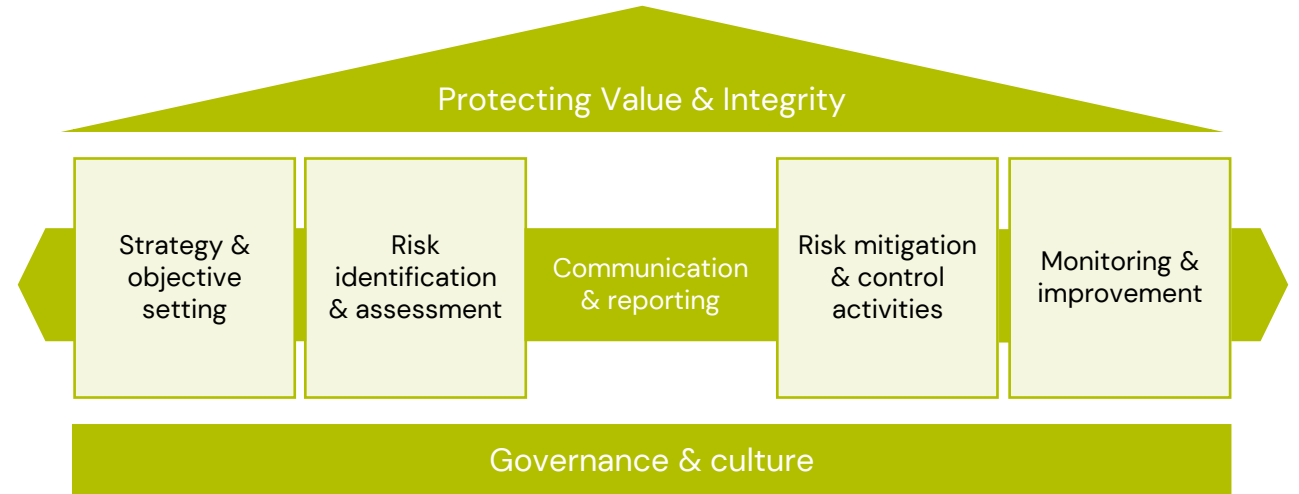 Protecting Value & Integrity
Strategy &
objective
setting
Risk
identification
& assessment
Communication
& reporting
Risk mitigation
& control
activities
Monitoring &
improvement
Governance & culture